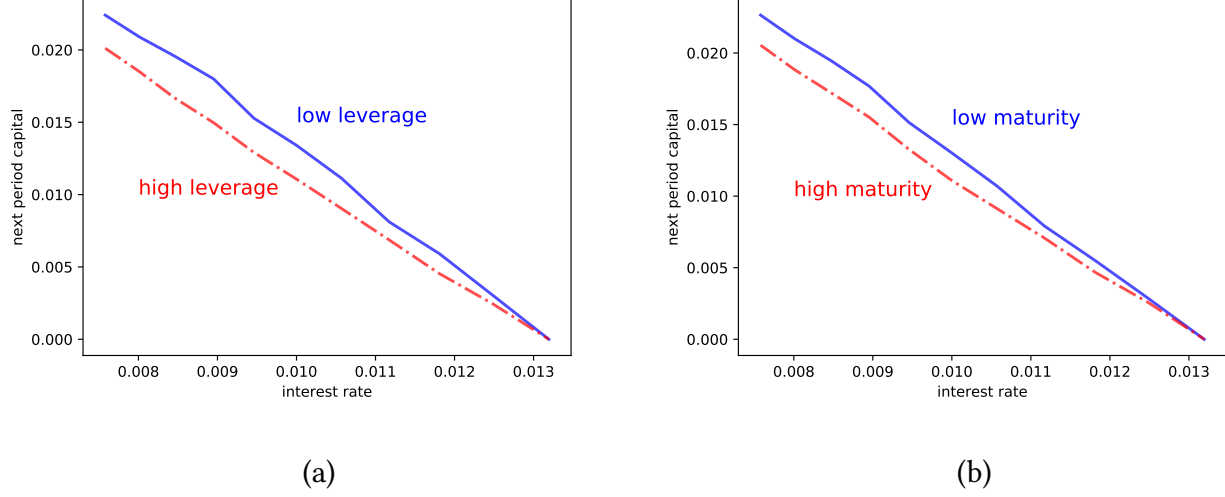 0.020
0.015
0.010
0.005
0.000
next period capital
low leverage
high leverage
0.008 0.009 0.010 0.011 0.012 0.013
interest rate
(a)
0.020
0.015
0.010
0.005
0.000
next period capital
low maturity
high maturity
0.008 0.009 0.010 0.011 0.012 0.013
interest rate
(b)